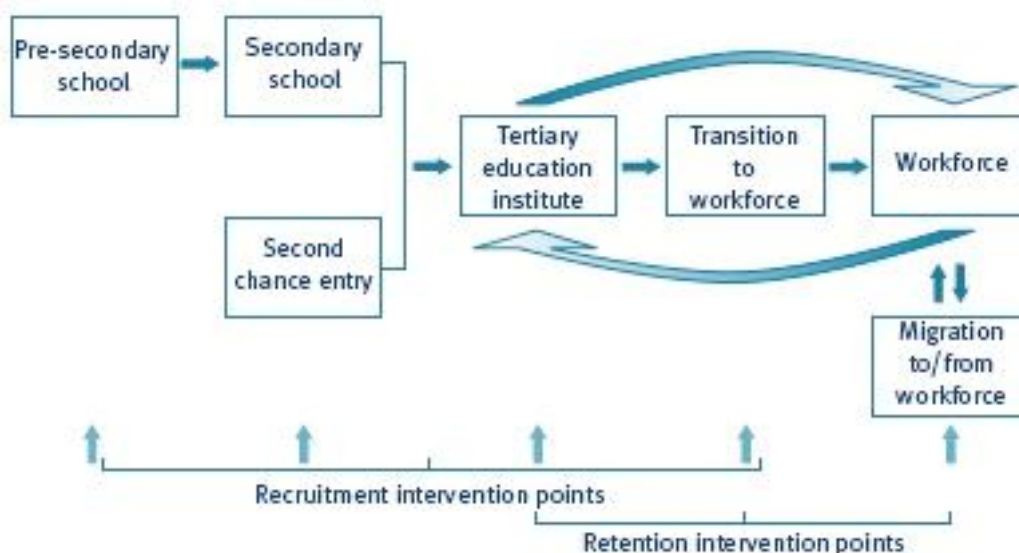 Pre-secondary
school
Secondary
school
Second
chance entry
Tertiary
education
institute
Transition
to
workforce
Workforce
Migration
to/from
workforce
Recruitment intervention points
Retention intervention points